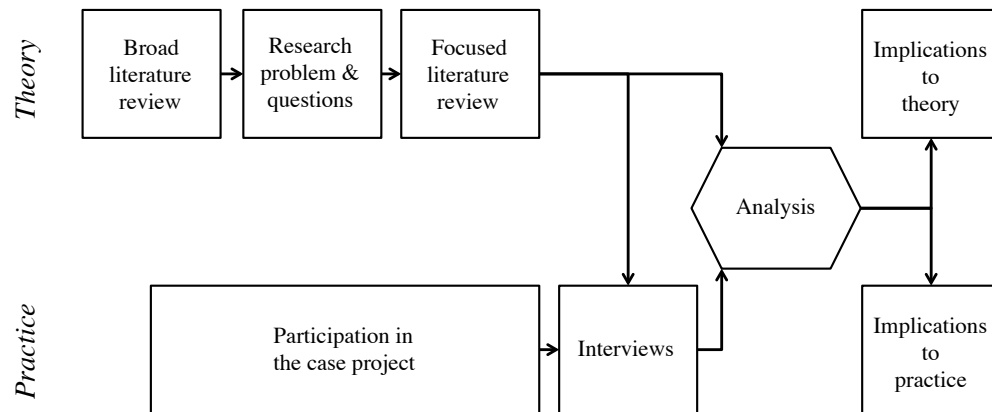 Theory
Broad
literature
review
Research
problem &
questions
Focused
literature
review
Implications
to
theory
Analysis
Practice
Participation in
the case project
Interviews
Implications
to
practice